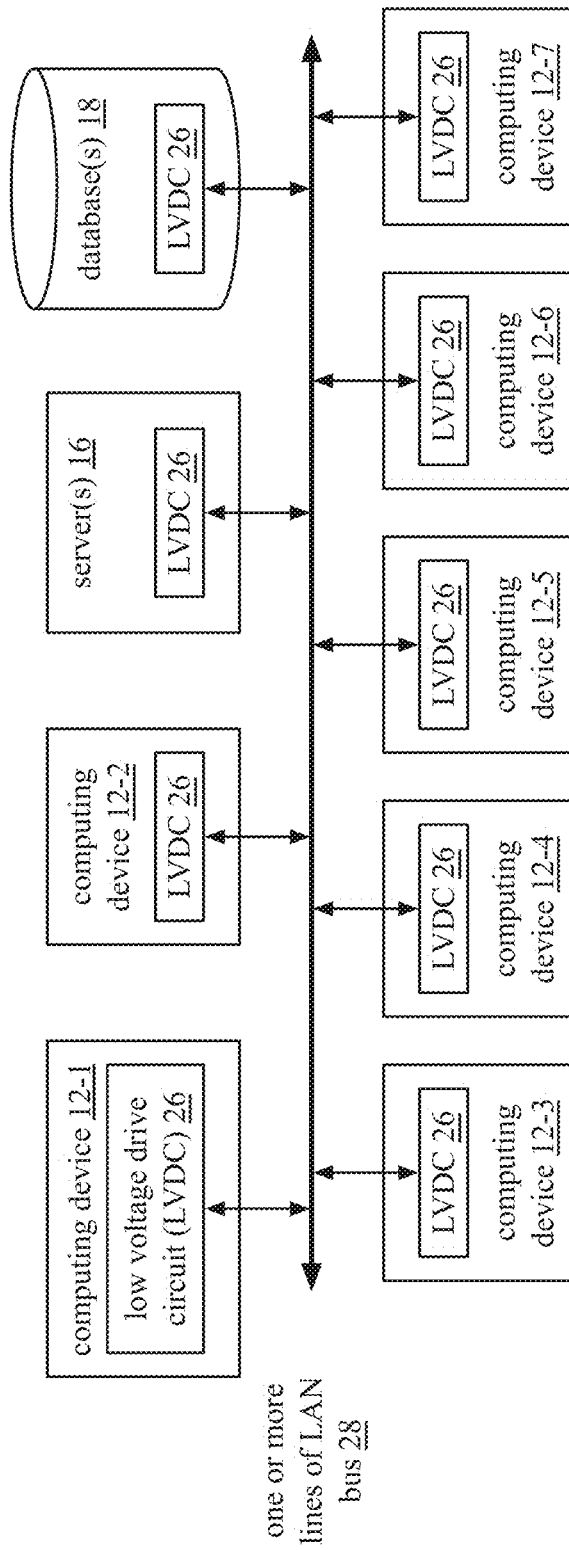 computing device 12-1
low voltage drive
circuit (LVDC) 26
computing
device 12-2
LVDC 26
server(s) 16
LVDC 26
database(s) 18
LVDC 26
one or more
lines of LAN
bus 28
LVDC 26
computing
device 12-3
LVDC 26
computing
device 12-4
LVDC 26
computing
device 12-5
LVDC 26
computing
device 12-6
LVDC 26
computing
device 12-7